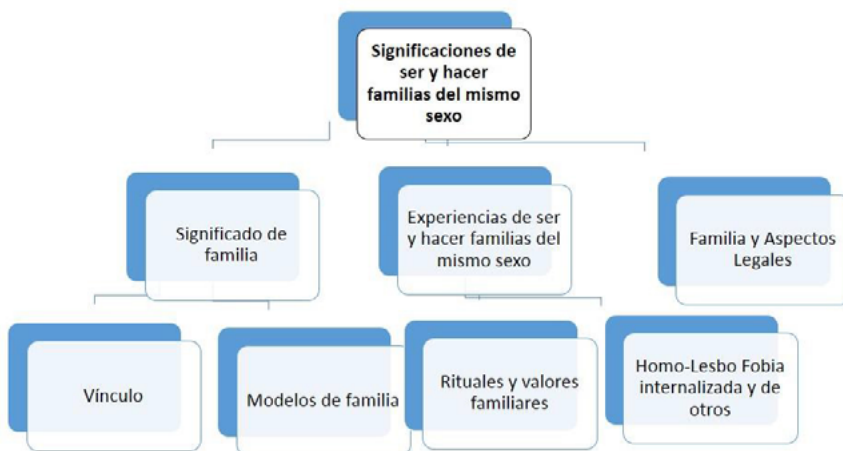 Significaciones de
ser y hacer
familias del mismo
sexo
Significado de
familia
Experiencias de ser
y hacer familias del
mismo sexo
Familia y Aspectos
Legales
Vínculo
Modelos de familia
Rituales y valores
familiares
Homo-Lesbo Fobia
internalizada y de
otros